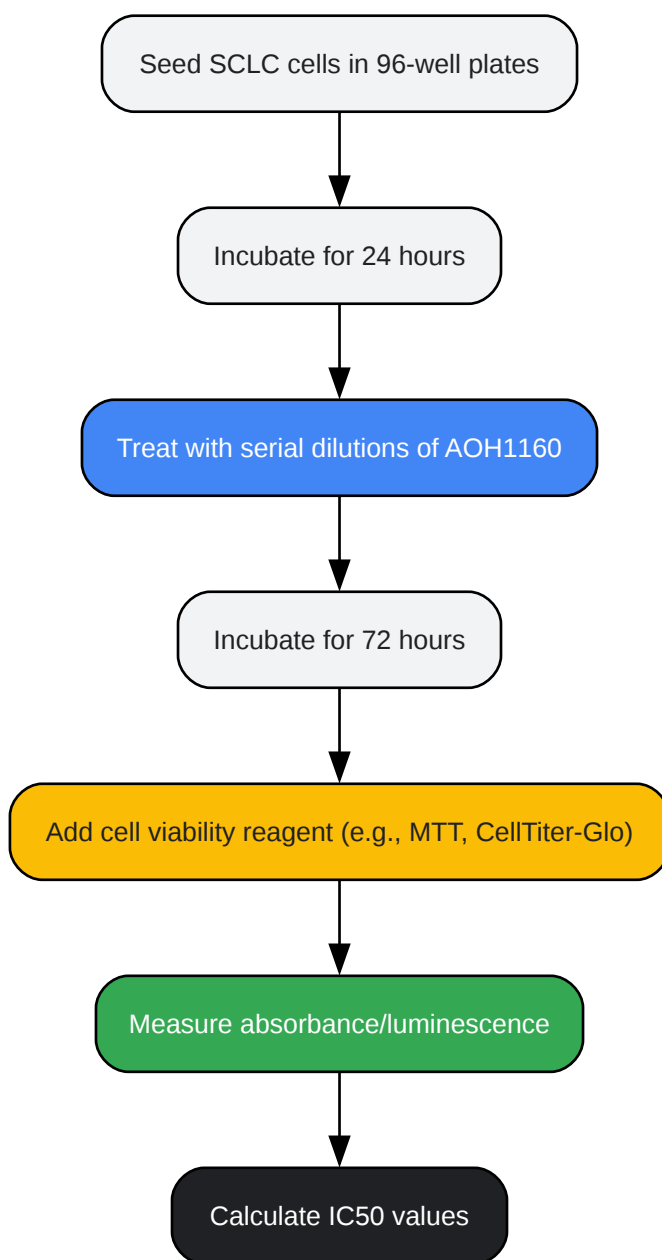 Seed SCLC cells in 96-well plates
Incubate for 24 hours
Treat with serial dilutions of AOH1160
Incubate for 72 hours
Add cell viability reagent (e.g., MTT, CellTiter-Glo)
Measure absorbance/luminescence
Calculate IC50 values